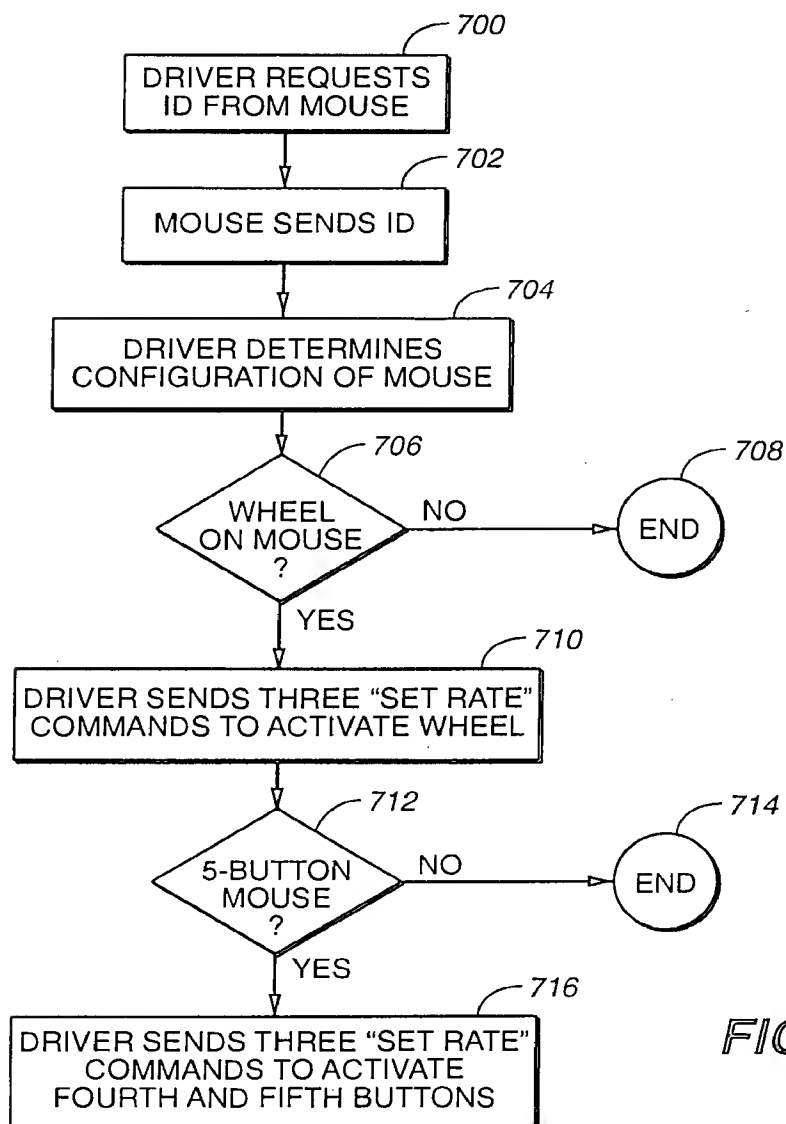 700
DRIVER REQUESTS
ID FROM MOUSE
702
MOUSE SENDS ID
704
DRIVER DETERMINES
CONFIGURATION OF MOUSE
706
WHEEL
ON MOUSE
?
NO
708
END
YES
710
DRIVER SENDS THREE “SET RATE”
COMMANDS TO ACTIVATE WHEEL
712
5-BUTTON
MOUSE
?
NO
714
END
YES
716
DRIVER SENDS THREE “SET RATE”
COMMANDS TO ACTIVATE
FOURTH AND FIFTH BUTTONS